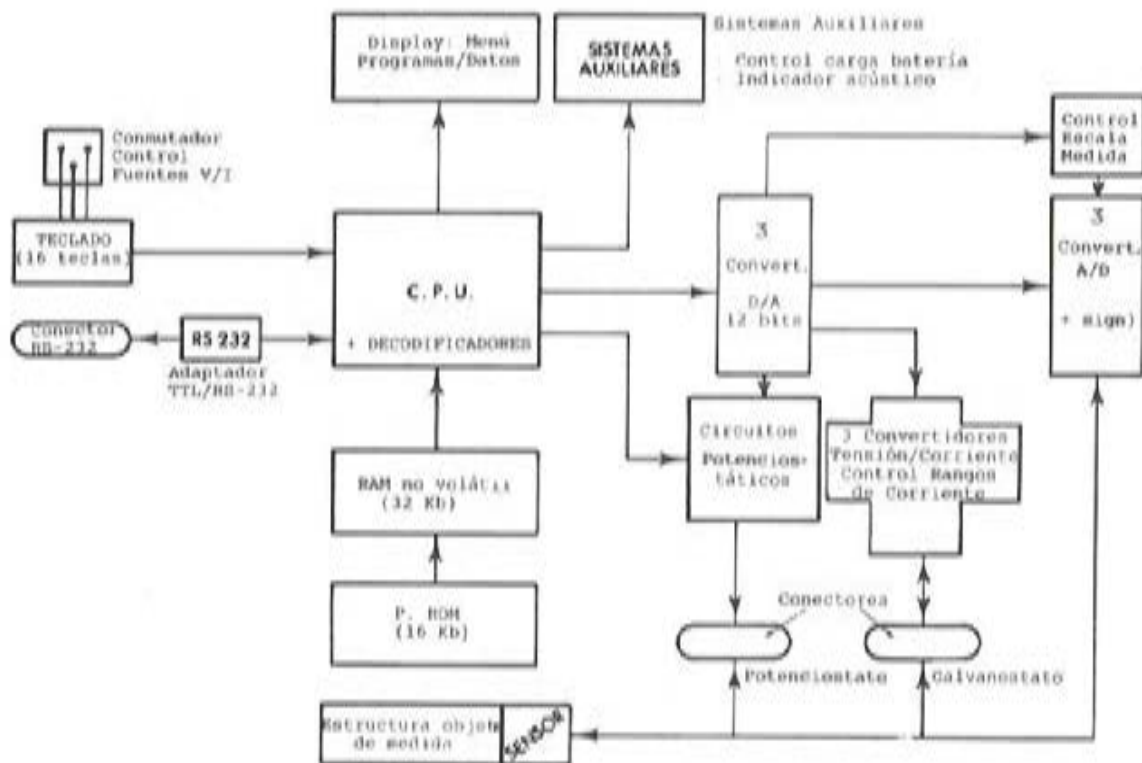 Display: Menú
Programas/Datos
SISTEMAS
AUXILIARES
Sistemas Auxiliares
· Control carga batería
· Indicador acústico
Conmutador
Control
Fuentes V/I
Control
Escala
Medida
TECLADO
(16 teclas)
C.P.U.
+ DECODIFICADORES
3
Convert.
D/A
12 bits
3
Convert.
A/D
+ sign)
Conector
RS-232
RS 232
Adaptador
TTL/RS-232
Circuitos
Potencios-
táticos
3 Convertidores
Tensión/Corriente
Control Rangos
de Corriente
RAM no volátil
(32 Kb)
P. ROM
(16 Kb)
Conectores
Potenciostato
Galvanostato
Estructura objeto
de medida
SENSOR